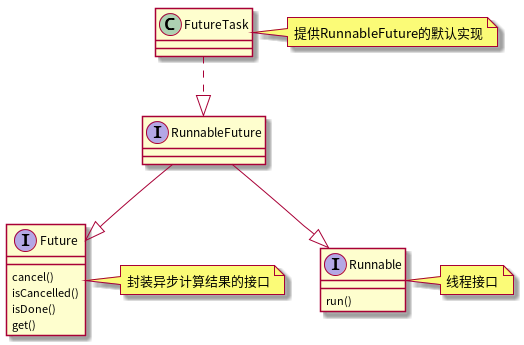 C FutureTask
提供RunnableFuture的默认实现
I RunnableFuture
I Future
cancel()
isCancelled()
isDone()
get()
封装异步计算结果的接口
I Runnable
run()
线程接口